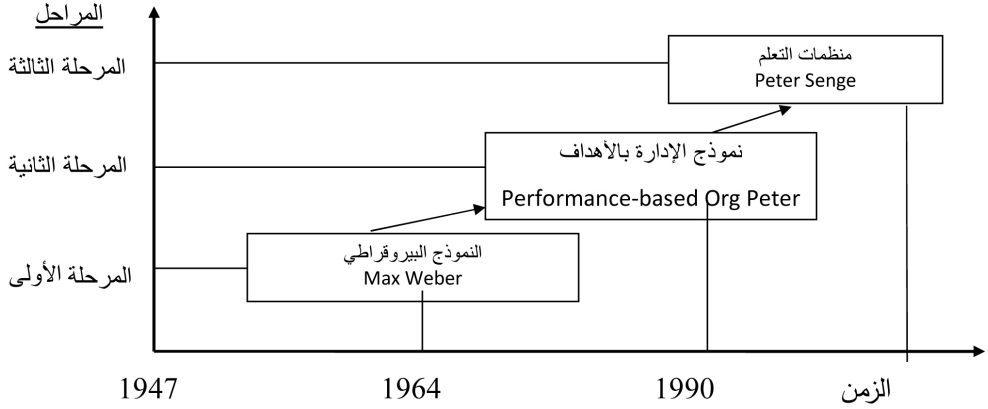 المراحل
المرحلة الثالثة
منظمات التعلم
Peter Senge
المرحلة الثانية
نموذج الإدارة بالأهداف
Performance-based Org Peter
المرحلة الأولى
النموذج البيروقراطي
Max Weber
1947
1964
1990
الزمن